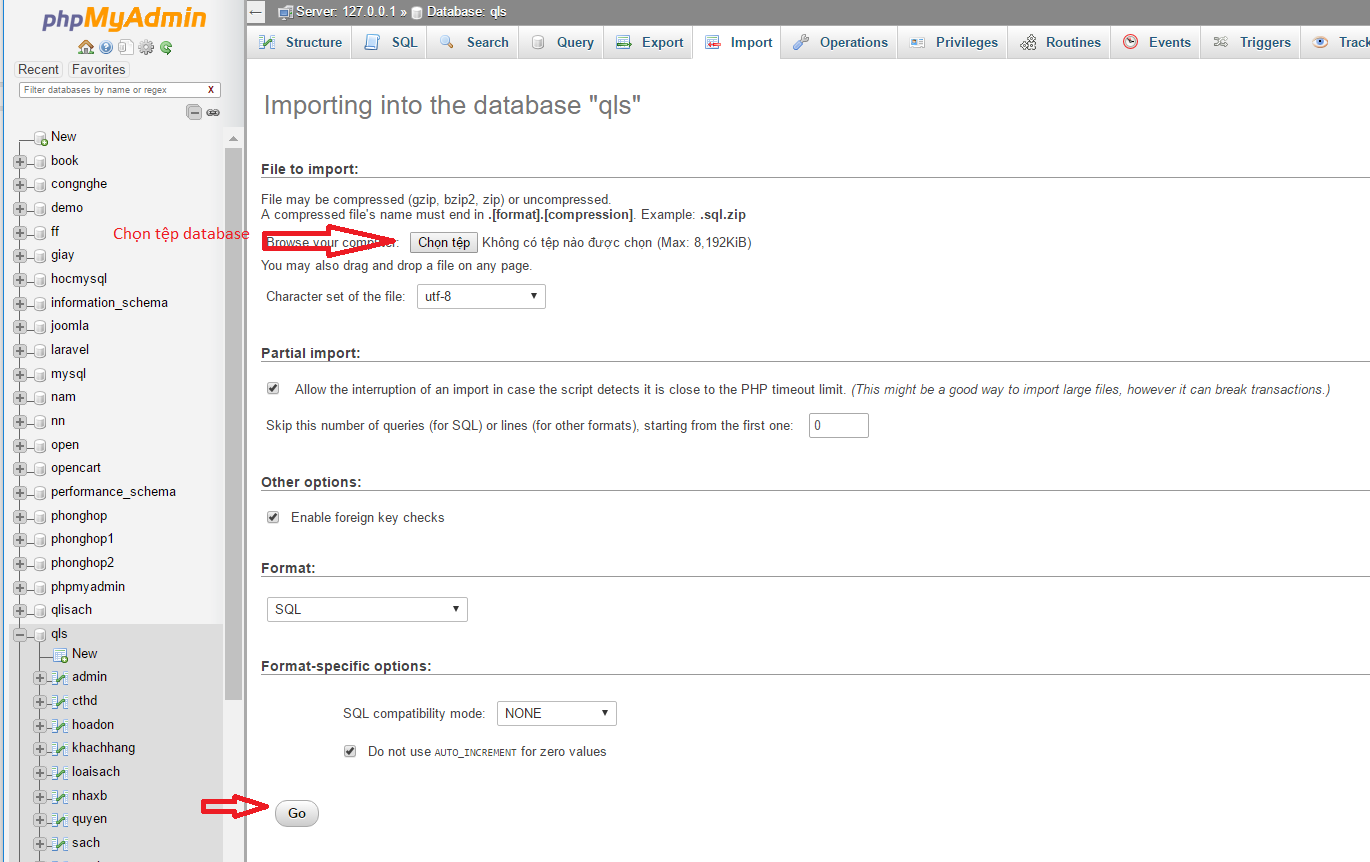 phpMyAdmin
Recent Favorites
Filter databases by name or regex X
New
book
congnghe
demo
ff
giay
hocmysql
information_schema
joomla
laravel
mysql
nam
nn
open
opencart
performance_schema
phonghop
phonghop1
phonghop2
phpmyadmin
qlisach
qls
New
admin
cthd
hoadon
khachhang
loaisach
nhaxb
quyen
sach
Server: 127.0.0.1 » Database: qls
Structure SQL Search Query Export Import Operations Privileges Routines Events Triggers Track
Importing into the database "qls"
File to import:
File may be compressed (gzip, bzip2, zip) or uncompressed.
A compressed file's name must end in .[format].[compression]. Example: .sql.zip
Chọn tệp database
Browse your computer: Chọn tệp Không có tệp nào được chọn (Max: 8,192KiB)
You may also drag and drop a file on any page.
Character set of the file: utf-8
Partial import:
Allow the interruption of an import in case the script detects it is close to the PHP timeout limit. (This might be a good way to import large files, however it can break transactions.)
Skip this number of queries (for SQL) or lines (for other formats), starting from the first one: 0
Other options:
Enable foreign key checks
Format:
SQL
Format-specific options:
SQL compatibility mode: NONE
Do not use AUTO_INCREMENT for zero values
Go